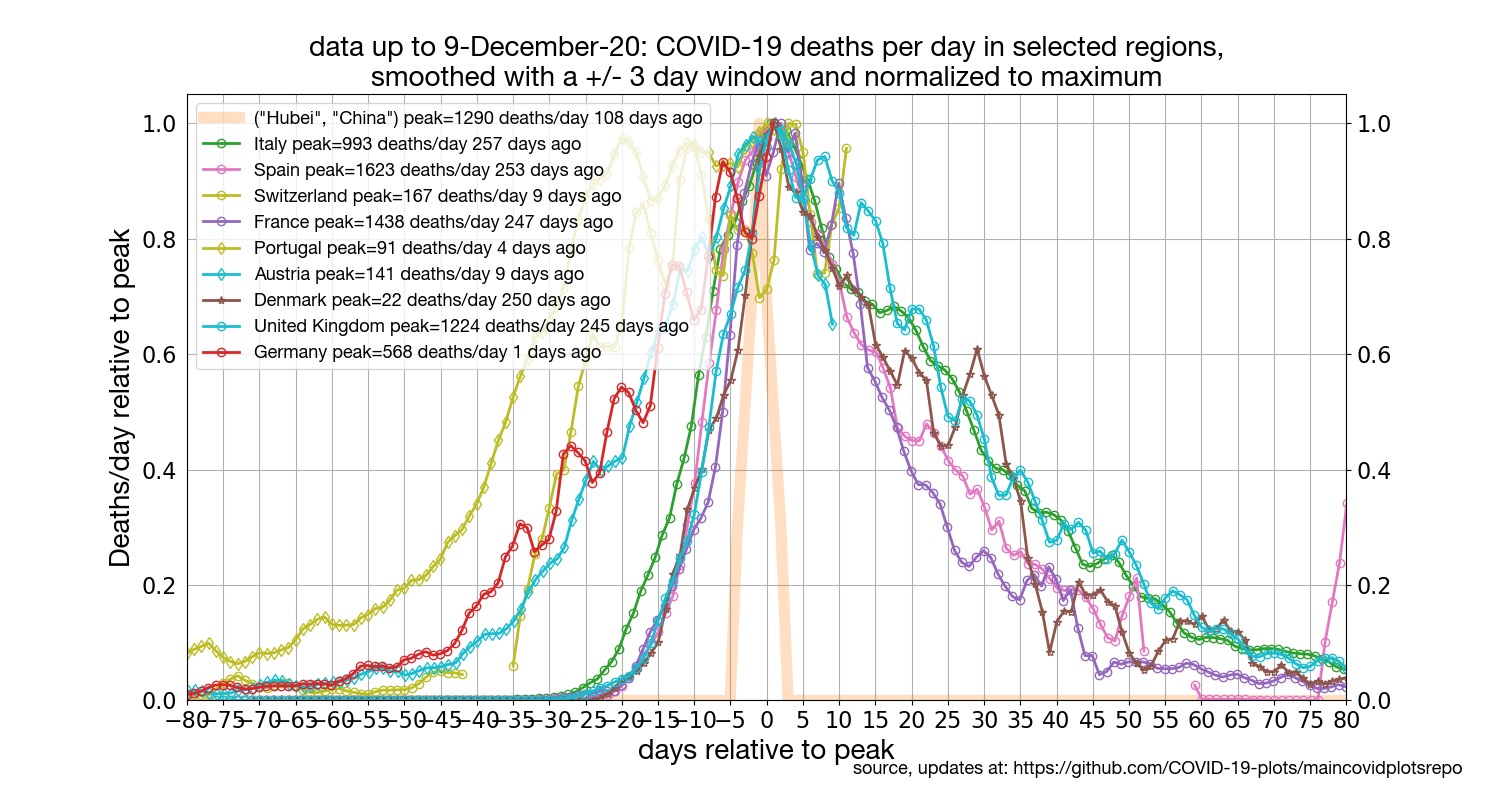 data up to 9-December-20: COVID-19 deaths per day in selected regions,
smoothed with a +/- 3 day window and normalized to maximum
("Hubei", "China") peak=1290 deaths/day 108 days ago
Italy peak=993 deaths/day 257 days ago
Spain peak=1623 deaths/day 253 days ago
Switzerland peak=167 deaths/day 9 days ago
France peak=1438 deaths/day 247 days ago
Portugal peak=91 deaths/day 4 days ago
Austria peak=141 deaths/day 9 days ago
Denmark peak=22 deaths/day 250 days ago
United Kingdom peak=1224 deaths/day 245 days ago
Germany peak=568 deaths/day 1 days ago
Deaths/day relative to peak
1.0
0.8
0.6
0.4
0.2
0.0
1.0
0.8
0.6
0.4
0.2
0.0
−80 −75 −70 −65 −60 −55 −50 −45 −40 −35 −30 −25 −20 −15 −10 −5 0 5 10 15 20 25 30 35 40 45 50 55 60 65 70 75 80
days relative to peak
source, updates at: https://github.com/COVID-19-plots/maincovidplotsrepo